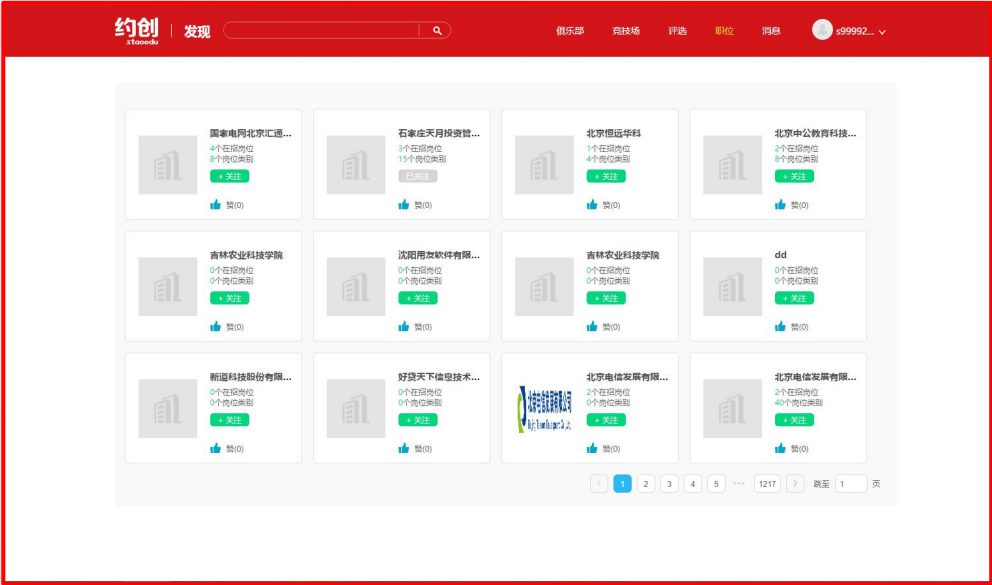 约创 发现 俱乐部 竞技场 评选 职位 消息 s99992...
staoedu
国家电网北京汇通...
4个在招岗位
8个岗位类别
+ 关注
赞(0)
石家庄天月投资管...
3个在招岗位
15个岗位类别
已关注
赞(0)
北京恒远华科
1个在招岗位
4个岗位类别
+ 关注
赞(0)
北京中公教育科技...
2个在招岗位
8个岗位类别
+ 关注
赞(0)
吉林农业科技学院
0个在招岗位
0个岗位类别
+ 关注
赞(0)
沈阳用友软件有限...
0个在招岗位
0个岗位类别
+ 关注
赞(0)
吉林农业科技学院
0个在招岗位
0个岗位类别
+ 关注
赞(0)
dd
0个在招岗位
0个岗位类别
+ 关注
赞(0)
新道科技股份有限...
0个在招岗位
0个岗位类别
+ 关注
赞(0)
好贷天下信息技术...
0个在招岗位
0个岗位类别
+ 关注
赞(0)
北京电信发展有限公司
北京电信发展有限...
2个在招岗位
0个岗位类别
+ 关注
赞(0)
北京电信发展有限...
2个在招岗位
40个岗位类别
+ 关注
赞(0)
< 1 2 3 4 5 ••• 1217 > 跳至 1 页